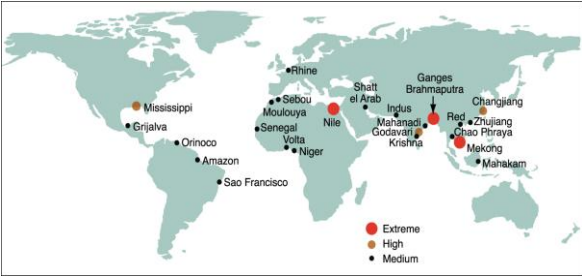 Rhine
Ganges
Brahmaputra
Shatt
el Arab
Changjiang
Mississippi
Sebou
Moulouya
Nile
Indus
Red
Zhujiang
Grijalva
Senegal
Mahanadi
Godavari
Krishna
Chao Phraya
Volta
Niger
Mekong
Orinoco
Amazon
Mahakam
Sao Francisco
Extreme
High
Medium